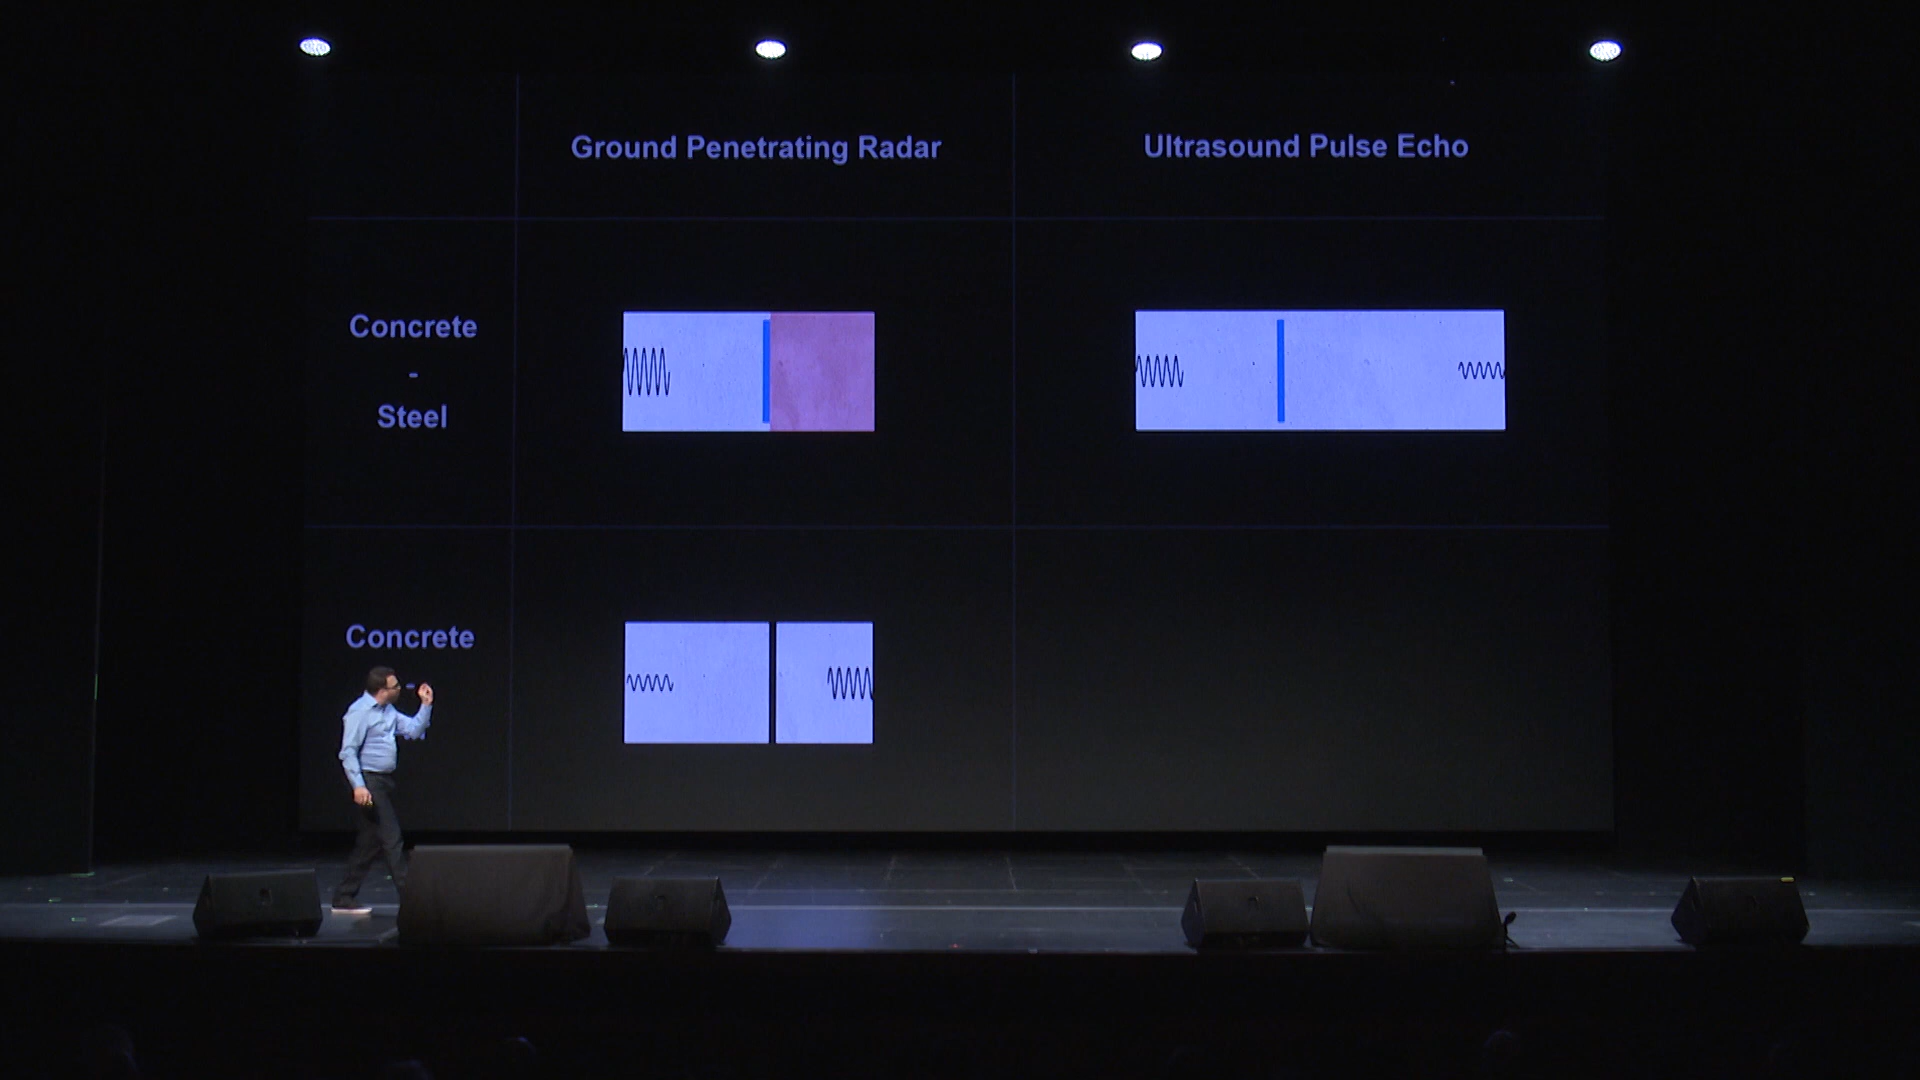 Ground Penetrating Radar
Ultrasound Pulse Echo
Concrete
-
Steel
Concrete
-